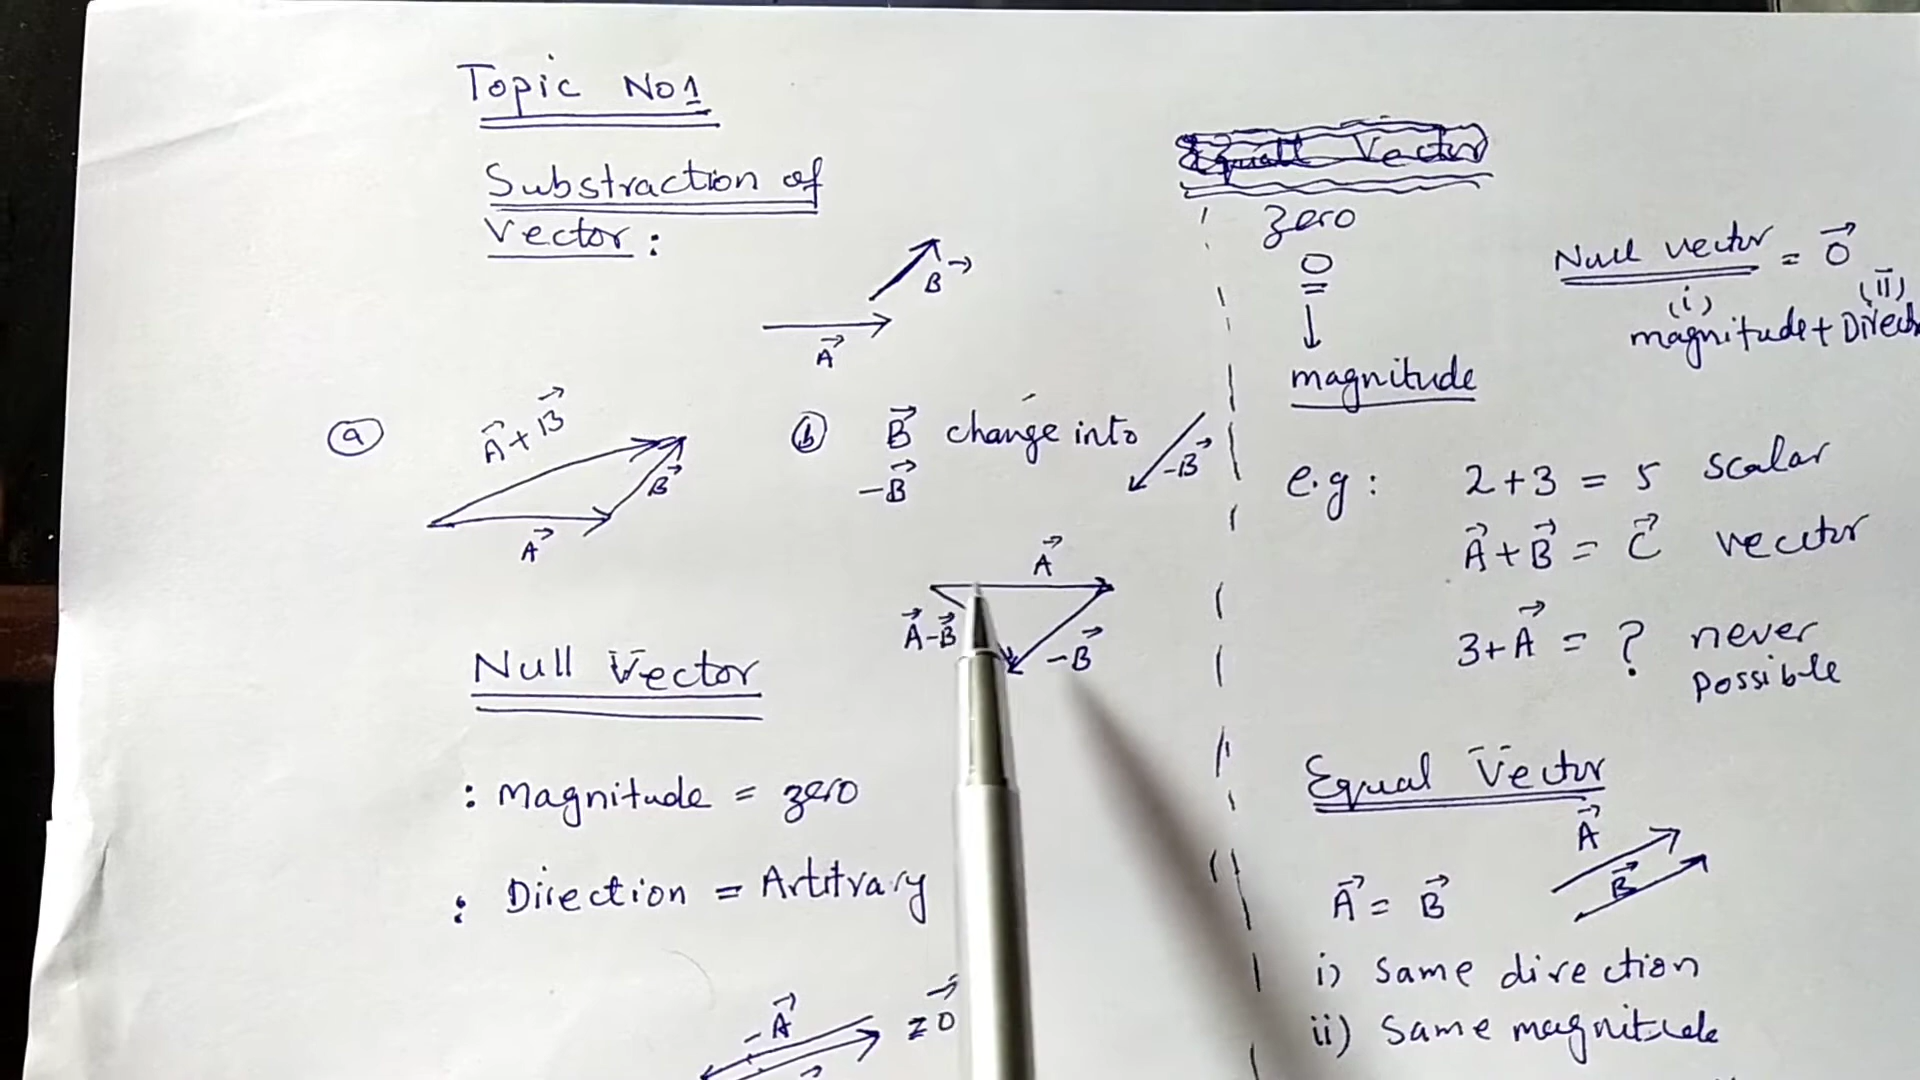 Topic No1
Substraction of
Vector:
B⃗
A⃗
ⓐ
A⃗+B⃗
B⃗
A⃗
ⓑ B⃗ change into
-B⃗
-B⃗
A⃗
A⃗-B⃗
-B⃗
Null Vector
: Magnitude = zero
: Direction = Artitrary
-A⃗
=0⃗
Vector
zero
0
↓
magnitude
Null vector = 0⃗
(i) (ii)
magnitude+Direct
e.g: 2+3 = 5 scalar
A⃗+B⃗ = C⃗ vector
3+A⃗ = ? never
possible
Equal Vector
A⃗
B⃗
A⃗ = B⃗
i) same direction
ii) same magnitude